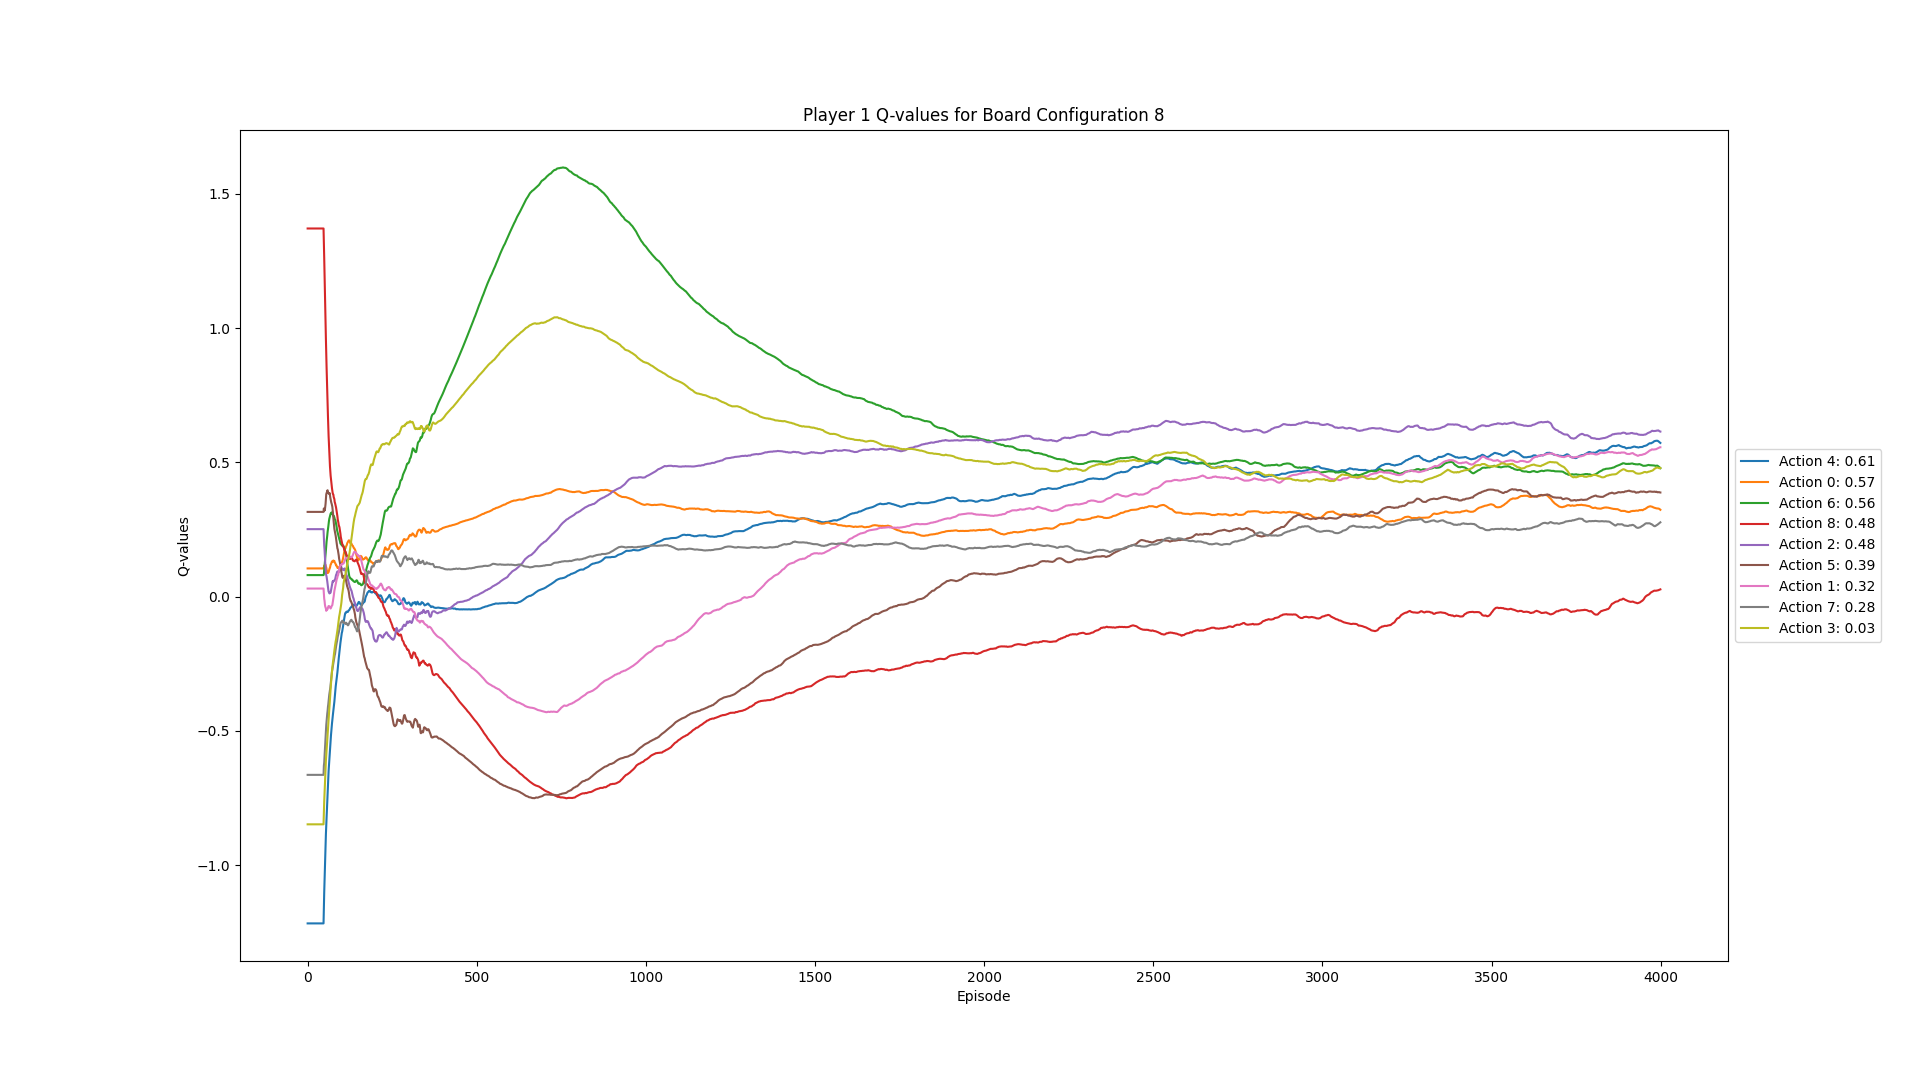 Player 1 Q-values for Board Configuration 8
Q-values
1.5
1.0
0.5
0.0
−0.5
−1.0
0
500
1000
1500
2000
2500
3000
3500
4000
Episode
Action 4: 0.61
Action 0: 0.57
Action 6: 0.56
Action 8: 0.48
Action 2: 0.48
Action 5: 0.39
Action 1: 0.32
Action 7: 0.28
Action 3: 0.03